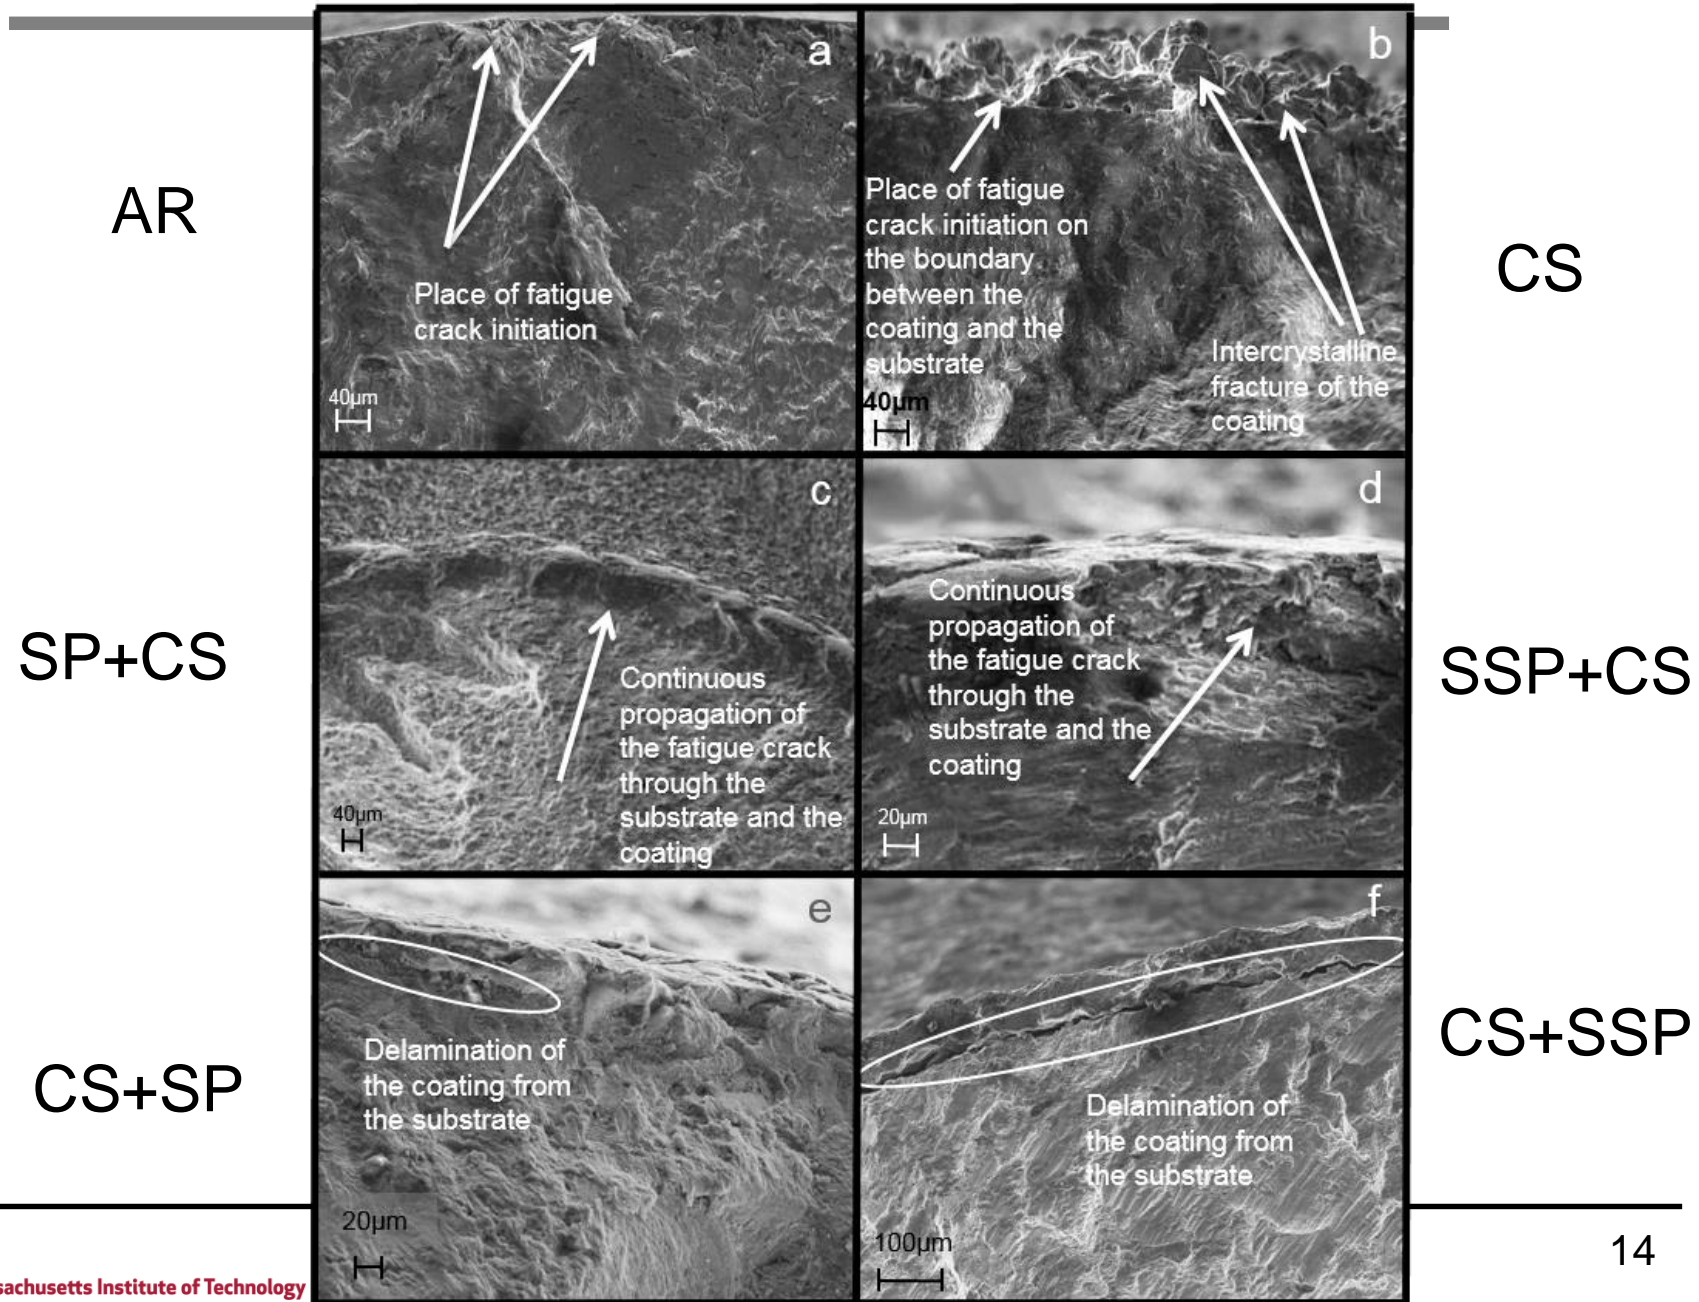 AR
a
Place of fatigue
crack initiation
40µm
b
Place of fatigue
crack initiation on
the boundary
between the
coating and the
substrate
40µm
Intercrystalline
fracture of the
coating
CS
SP+CS
c
Continuous
propagation of
the fatigue crack
through the
substrate and the
coating
40µm
d
Continuous
propagation of
the fatigue crack
through the
substrate and the
coating
20µm
SSP+CS
CS+SP
e
Delamination of
the coating from
the substrate
20µm
f
Delamination of
the coating from
the substrate
100µm
CS+SSP
sachusetts Institute of Technology
14